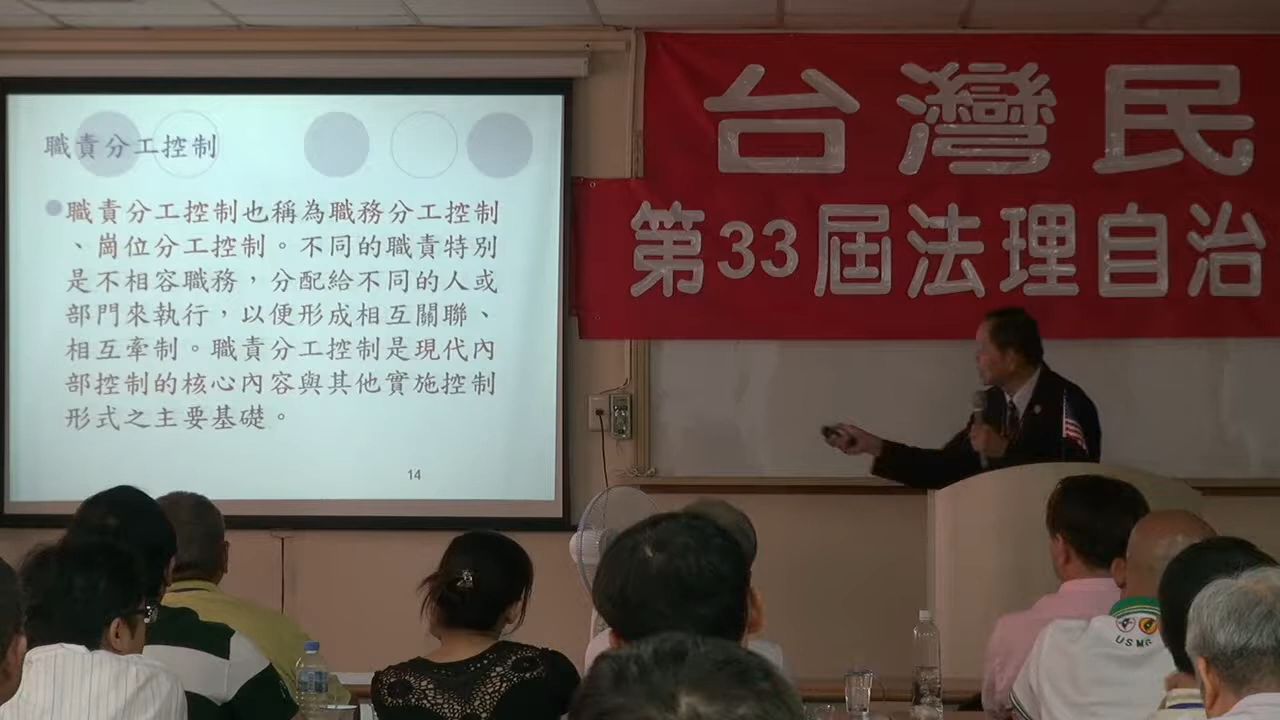 職責分工控制
職責分工控制也稱為職務分工控制
、崗位分工控制。不同的職責特別
是不相容職務，分配給不同的人或
部門來執行，以便形成相互關聯、
相互牽制。職責分工控制是現代內
部控制的核心內容與其他實施控制
形式之主要基礎。
14
台灣民
第33屆法理自治
USMG